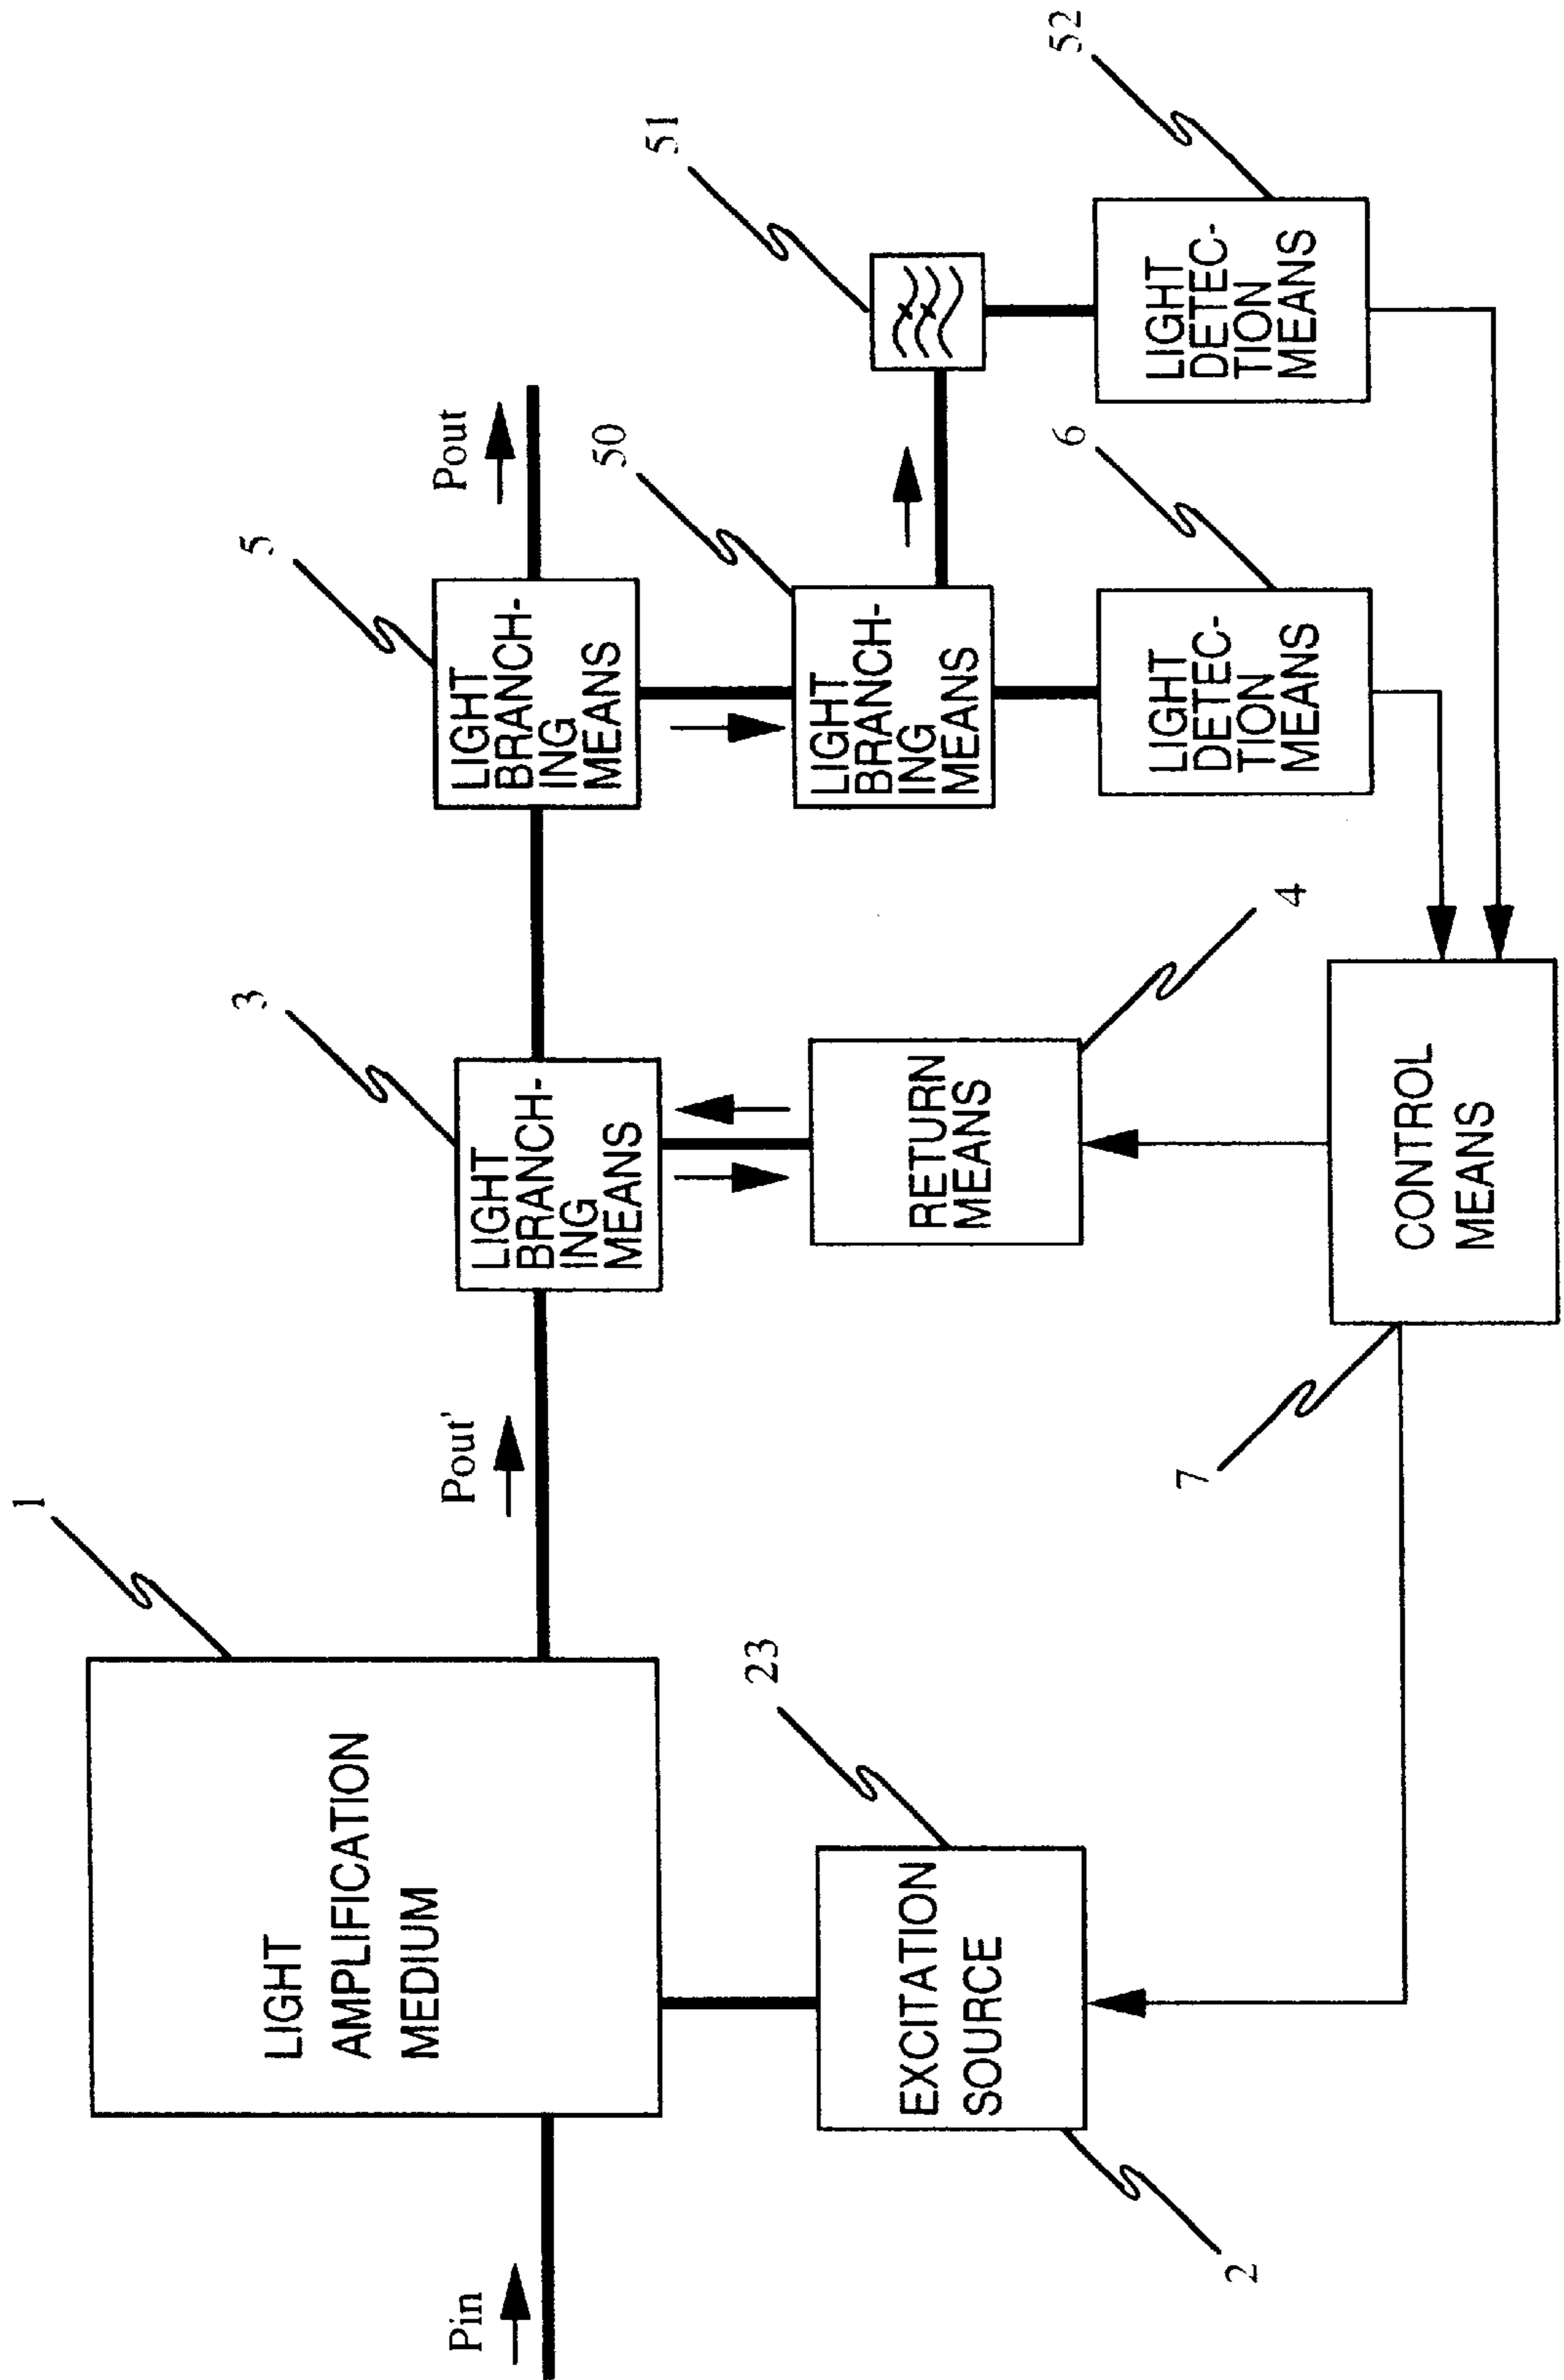 1
LIGHT
AMPLIFICATION
MEDIUM
Pin
Pout'
3
LIGHT
BRANCH-
ING
MEANS
5
LIGHT
BRANCH-
ING
MEANS
Pout
23
EXCITATION
SOURCE
2
RETURN
MEANS
4
50
LIGHT
BRANCH-
ING
MEANS
51
6
LIGHT
DETEC-
TION
MEANS
52
LIGHT
DETEC-
TION
MEANS
7
CONTROL
MEANS